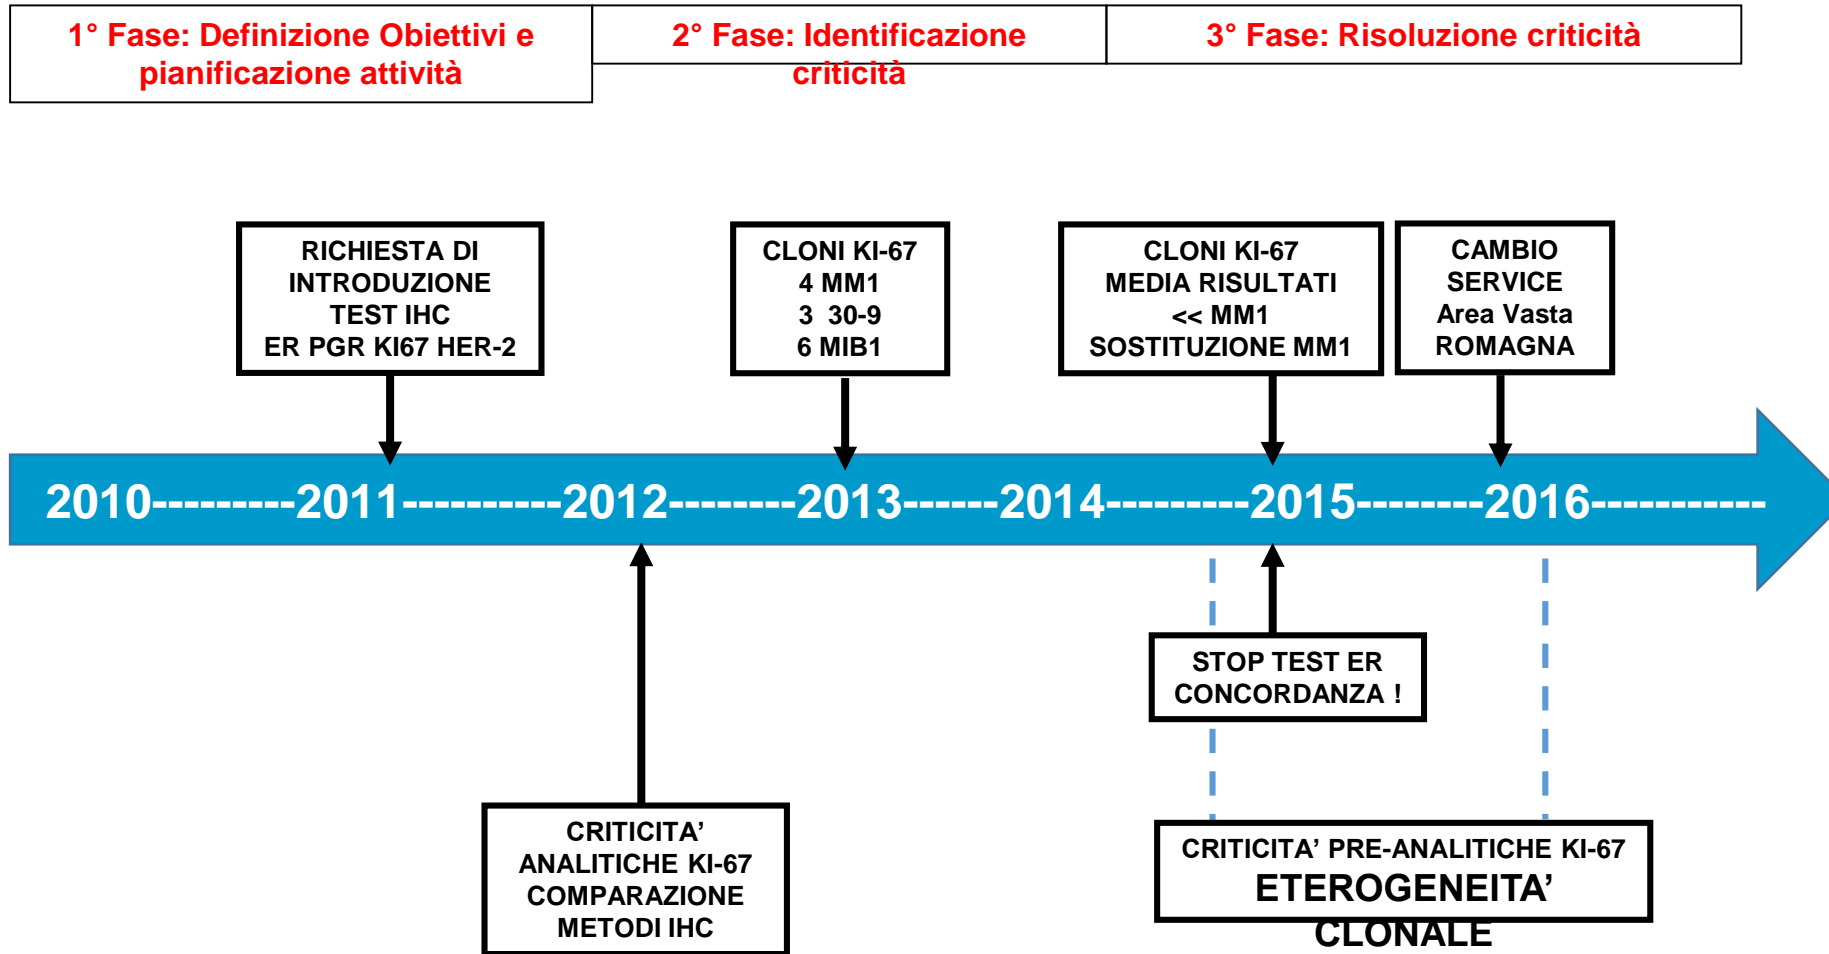 1° Fase: Definizione Obiettivi e
pianificazione attività
2° Fase: Identificazione
criticità
3° Fase: Risoluzione criticità
RICHIESTA DI
INTRODUZIONE
TEST IHC
ER PGR KI67 HER-2
CLONI KI-67
4 MM1
3 30-9
6 MIB1
CLONI KI-67
MEDIA RISULTATI
<< MM1
SOSTITUZIONE MM1
CAMBIO
SERVICE
Area Vasta
ROMAGNA
2010---------2011----------2012--------2013------2014---------2015--------2016-----------
STOP TEST ER
CONCORDANZA !
CRITICITA’
ANALITICHE KI-67
COMPARAZIONE
METODI IHC
CRITICITA’ PRE-ANALITICHE KI-67
ETEROGENEITA’
CLONALE